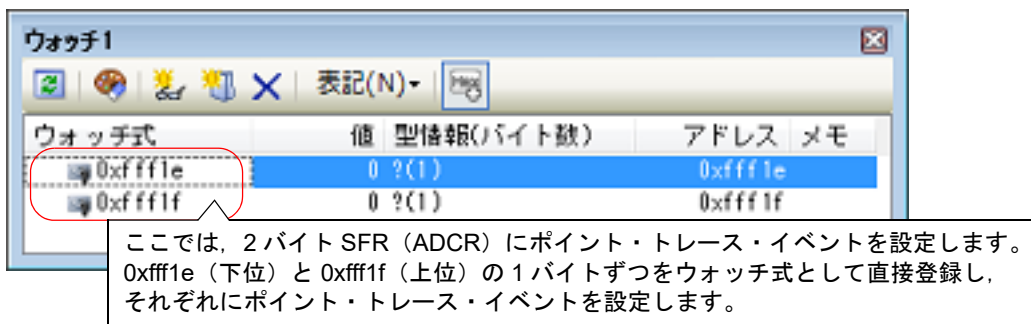 ウォッチ1
表記(N)
Hex
ウォッチ式 値 型情報(バイト数) アドレス メモ
0xfff1e 0 ?(1) 0xfff1e
0xfff1f 0 ?(1) 0xfff1f
ここでは，2 バイト SFR（ADCR）にポイント・トレース・イベントを設定します。
0xfff1e（下位）と 0xfff1f（上位）の 1 バイトずつをウォッチ式として直接登録し，
それぞれにポイント・トレース・イベントを設定します。